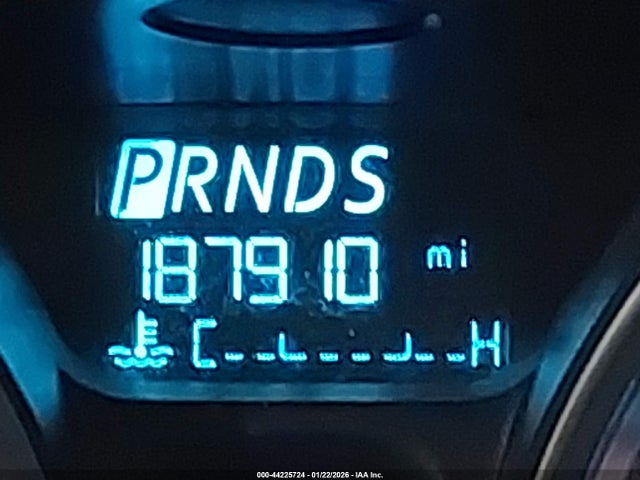 PRNDS
187910 mi
C H
000-44225724 - 01/22/2026 - IAA Inc.